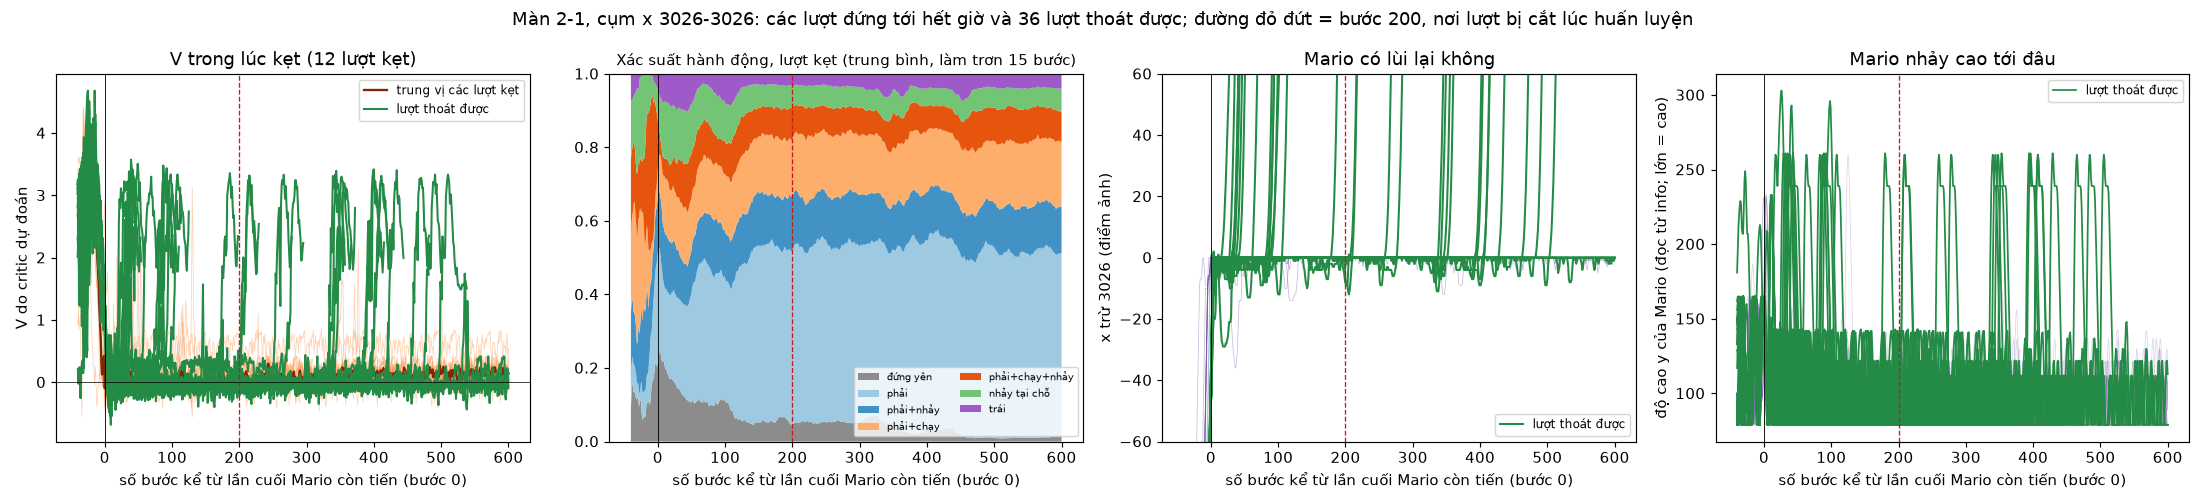 Màn 2-1, cụm x 3026-3026: các lượt đứng tới hết giờ và 36 lượt thoát được; đường đỏ đứt = bước 200, nơi lượt bị cắt lúc huấn luyện
V trong lúc kẹt (12 lượt kẹt)
V do critic dự đoán
4
3
2
1
0
trung vị các lượt kẹt
lượt thoát được
0 100 200 300 400 500 600
số bước kể từ lần cuối Mario còn tiến (bước 0)
Xác suất hành động, lượt kẹt (trung bình, làm trơn 15 bước)
1.0
0.8
0.6
0.4
0.2
0.0
đứng yên
phải
phải+nhảy
phải+chạy
phải+chạy+nhảy
nhảy tại chỗ
trái
0 100 200 300 400 500 600
số bước kể từ lần cuối Mario còn tiến (bước 0)
Mario có lùi lại không
x trừ 3026 (điểm ảnh)
60
40
20
0
−20
−40
−60
lượt thoát được
0 100 200 300 400 500 600
số bước kể từ lần cuối Mario còn tiến (bước 0)
Mario nhảy cao tới đâu
độ cao y của Mario (đọc từ info; lớn = cao)
300
250
200
150
100
lượt thoát được
0 100 200 300 400 500 600
số bước kể từ lần cuối Mario còn tiến (bước 0)